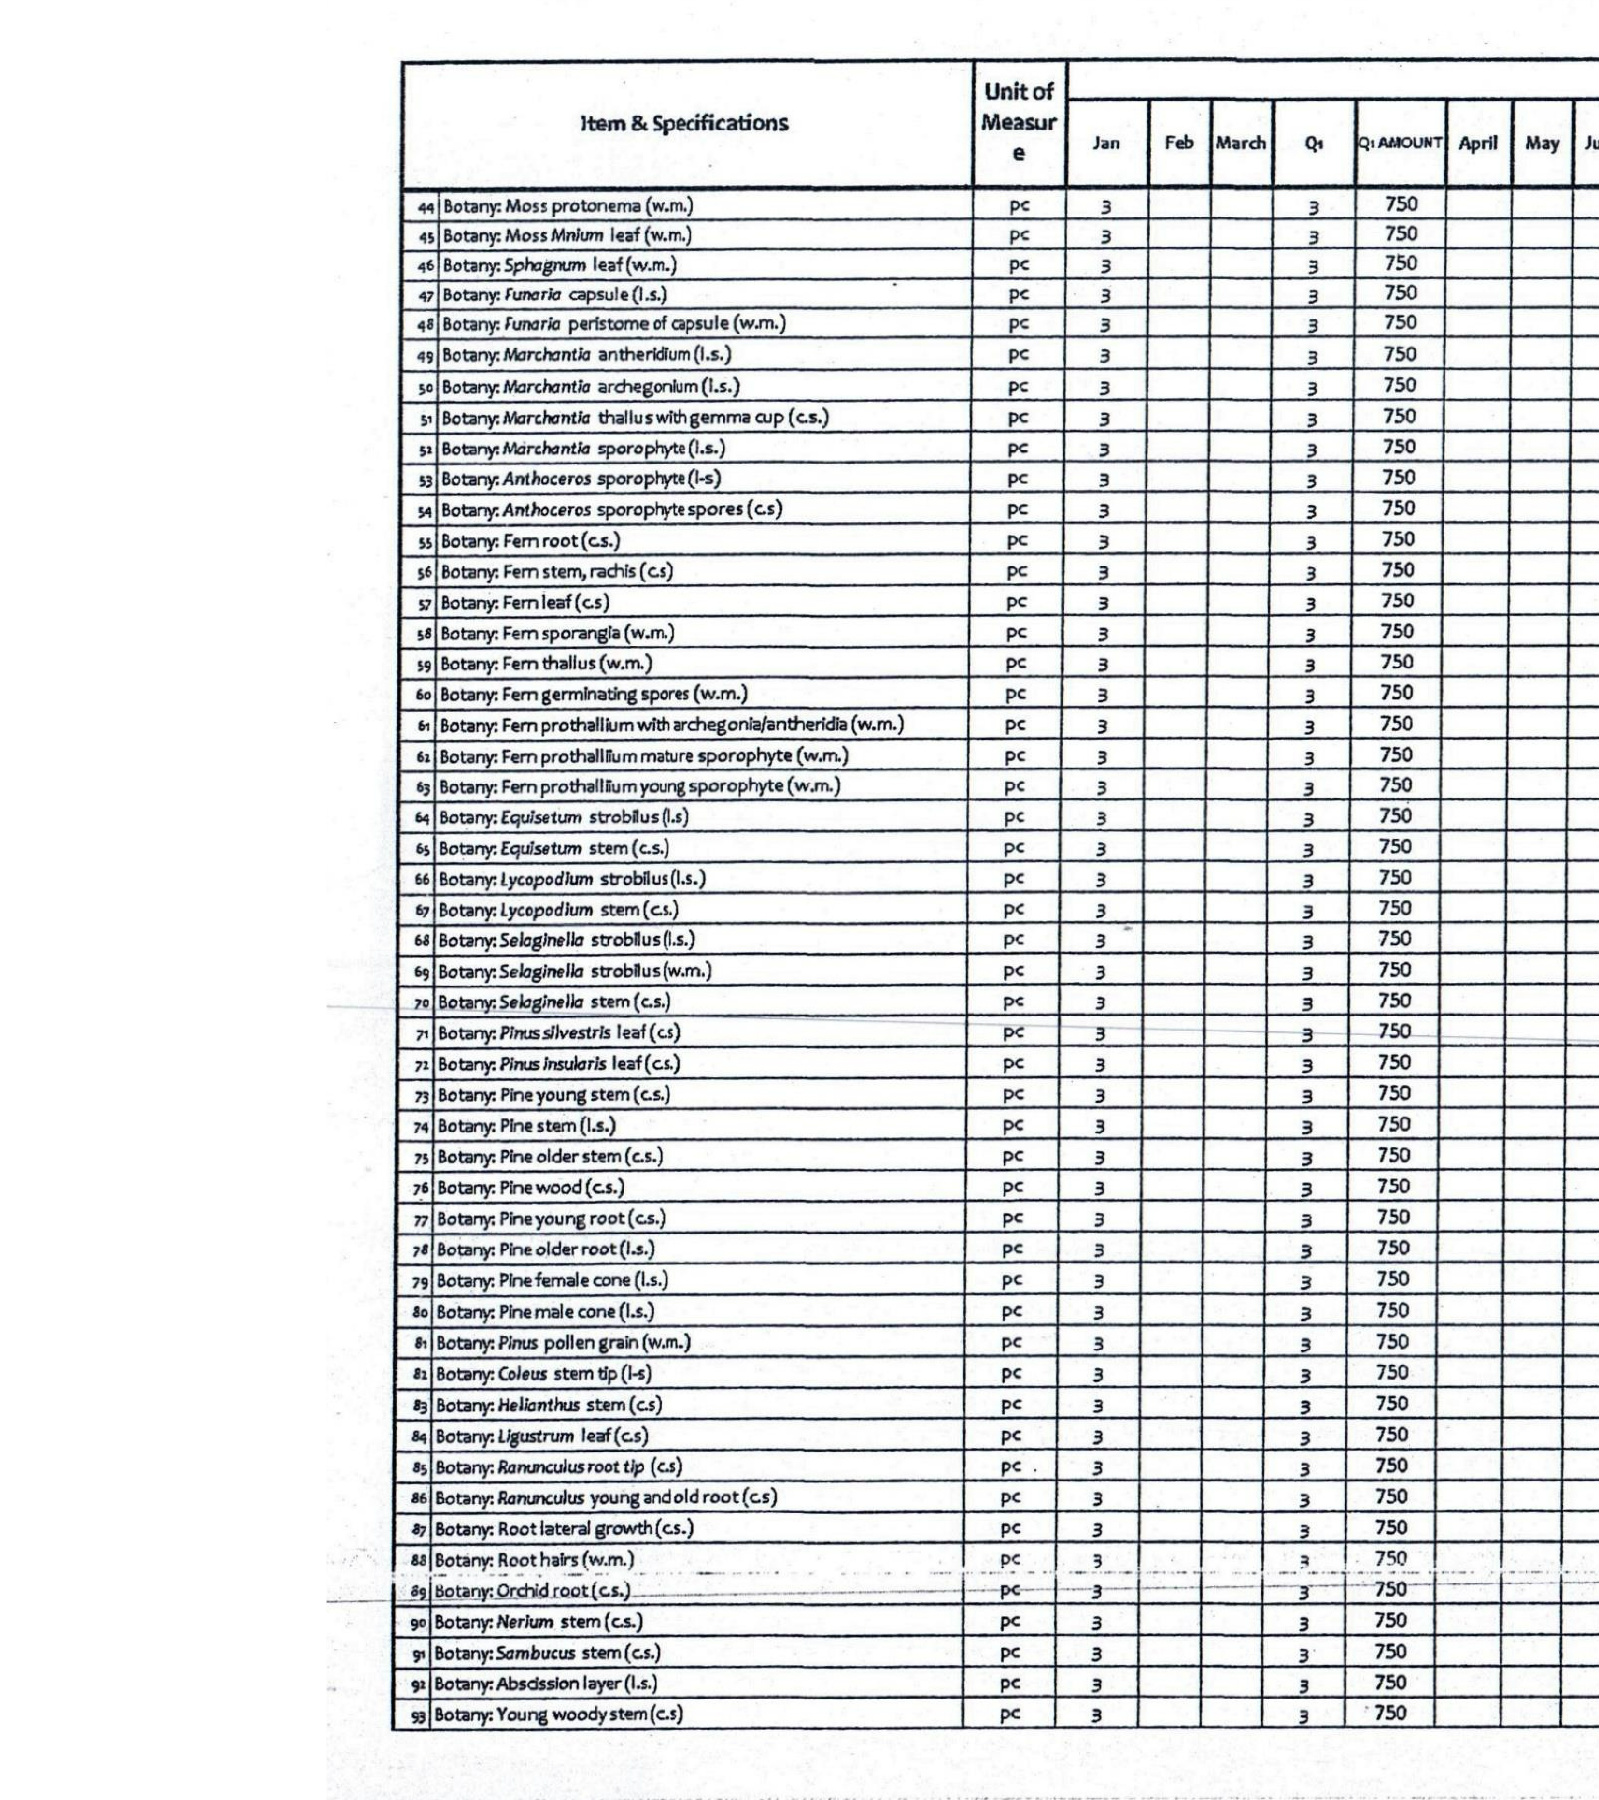 Item & Specifications
Unit of
Measur
e
Jan Feb March Q1 Q1 AMOUNT April May Ju
44 Botany: Moss protonema (w.m.) pc 3 3 750
45 Botany: Moss Mnium leaf (w.m.) pc 3 3 750
46 Botany: Sphagnum leaf (w.m.) pc 3 3 750
47 Botany: Funaria capsule (l.s.) pc 3 3 750
48 Botany: Funaria peristome of capsule (w.m.) pc 3 3 750
49 Botany: Marchantia antheridium (l.s.) pc 3 3 750
50 Botany: Marchantia archegonium (l.s.) pc 3 3 750
51 Botany: Marchantia thallus with gemma cup (c.s.) pc 3 3 750
52 Botany: Marchantia sporophyte (l.s.) pc 3 3 750
53 Botany: Anthoceros sporophyte (l-s) pc 3 3 750
54 Botany: Anthoceros sporophyte spores (c.s) pc 3 3 750
55 Botany: Fern root (c.s.) pc 3 3 750
56 Botany: Fern stem, rachis (c.s) pc 3 3 750
57 Botany: Fern leaf (c.s) pc 3 3 750
58 Botany: Fern sporangia (w.m.) pc 3 3 750
59 Botany: Fern thallus (w.m.) pc 3 3 750
60 Botany: Fern germinating spores (w.m.) pc 3 3 750
61 Botany: Fern prothallium with archegonia/antheridia (w.m.) pc 3 3 750
62 Botany: Fern prothallium mature sporophyte (w.m.) pc 3 3 750
63 Botany: Fern prothallium young sporophyte (w.m.) pc 3 3 750
64 Botany: Equisetum strobilus (l.s) pc 3 3 750
65 Botany: Equisetum stem (c.s.) pc 3 3 750
66 Botany: Lycopodium strobilus (l.s.) pc 3 3 750
67 Botany: Lycopodium stem (c.s.) pc 3 3 750
68 Botany: Selaginella strobilus (l.s.) pc 3 3 750
69 Botany: Selaginella strobilus (w.m.) pc 3 3 750
70 Botany: Selaginella stem (c.s.) pc 3 3 750
71 Botany: Pinus silvestris leaf (c.s) pc 3 3 750
72 Botany: Pinus insularis leaf (c.s.) pc 3 3 750
73 Botany: Pine young stem (c.s.) pc 3 3 750
74 Botany: Pine stem (l.s.) pc 3 3 750
75 Botany: Pine older stem (c.s.) pc 3 3 750
76 Botany: Pine wood (c.s.) pc 3 3 750
77 Botany: Pine young root (c.s.) pc 3 3 750
78 Botany: Pine older root (l.s.) pc 3 3 750
79 Botany: Pine female cone (l.s.) pc 3 3 750
80 Botany: Pine male cone (l.s.) pc 3 3 750
81 Botany: Pinus pollen grain (w.m.) pc 3 3 750
82 Botany: Coleus stem tip (l-s) pc 3 3 750
83 Botany: Helianthus stem (c.s) pc 3 3 750
84 Botany: Ligustrum leaf (c.s) pc 3 3 750
85 Botany: Ranunculus root tip (c.s) pc 3 3 750
86 Botany: Ranunculus young and old root (c.s) pc 3 3 750
87 Botany: Root lateral growth (c.s.) pc 3 3 750
88 Botany: Root hairs (w.m.) pc 3 3 750
89 Botany: Orchid root (c.s.) pc 3 3 750
90 Botany: Nerium stem (c.s.) pc 3 3 750
91 Botany: Sambucus stem (c.s.) pc 3 3 750
92 Botany: Abscission layer (l.s.) pc 3 3 750
93 Botany: Young woody stem (c.s) pc 3 3 750